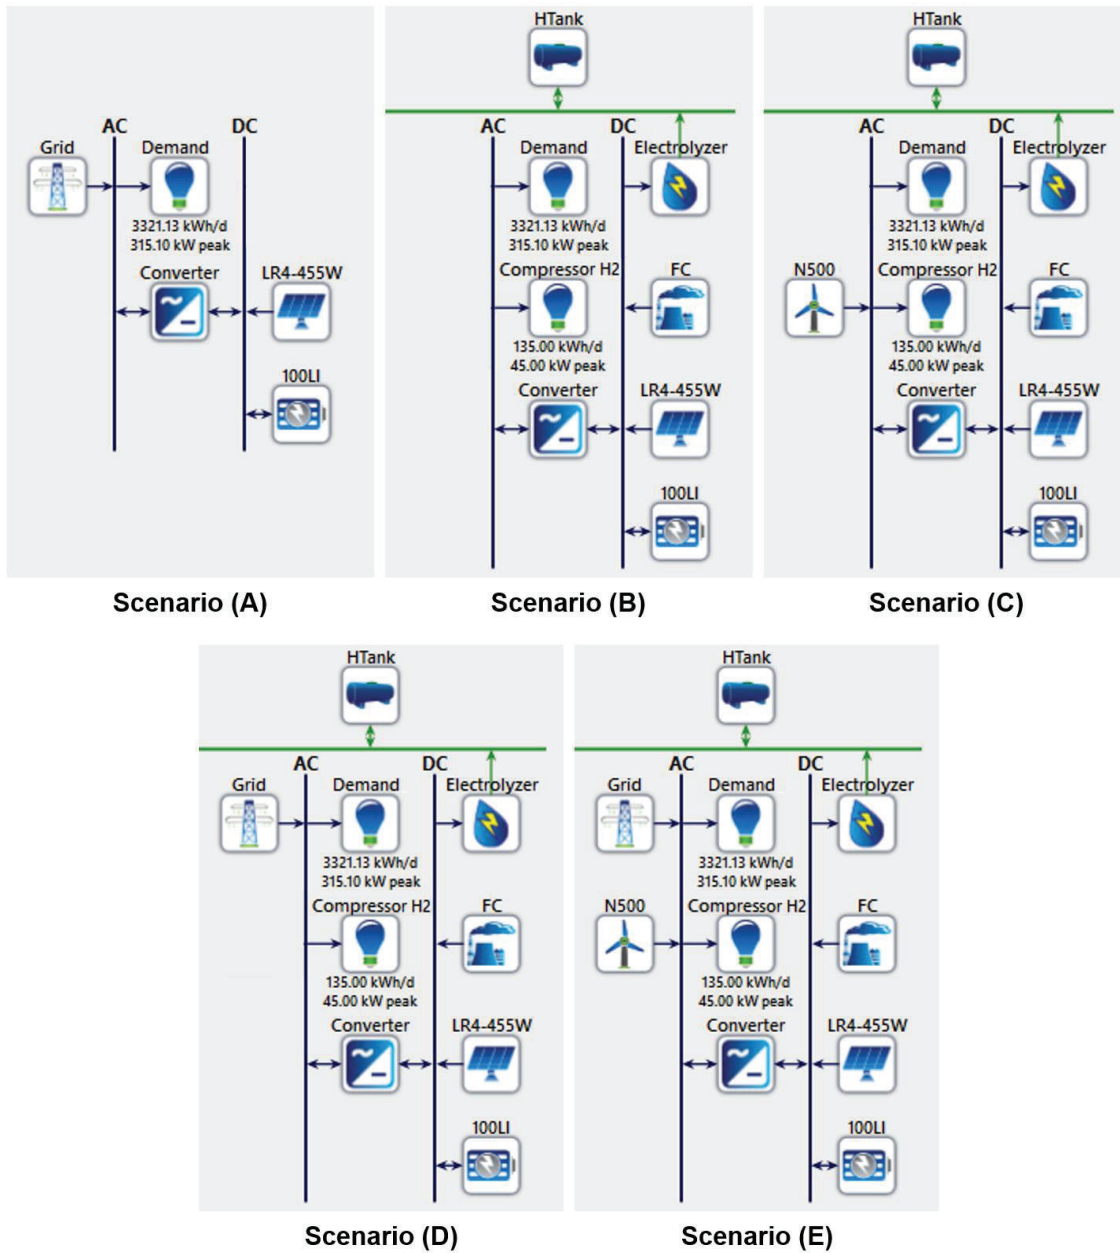 AC
DC
Grid
Demand
3321.13 kWh/d
315.10 kW peak
Converter
LR4-455W
100LI
Scenario (A)
HTank
AC
DC
Demand
Electrolyzer
3321.13 kWh/d
315.10 kW peak
Compressor H2
FC
135.00 kWh/d
45.00 kW peak
Converter
LR4-455W
100LI
Scenario (B)
HTank
AC
DC
Demand
Electrolyzer
3321.13 kWh/d
315.10 kW peak
N500
Compressor H2
FC
135.00 kWh/d
45.00 kW peak
Converter
LR4-455W
100LI
Scenario (C)
HTank
AC
DC
Grid
Demand
Electrolyzer
3321.13 kWh/d
315.10 kW peak
Compressor H2
FC
135.00 kWh/d
45.00 kW peak
Converter
LR4-455W
100LI
Scenario (D)
HTank
AC
DC
Grid
Demand
Electrolyzer
3321.13 kWh/d
315.10 kW peak
N500
Compressor H2
FC
135.00 kWh/d
45.00 kW peak
Converter
LR4-455W
100LI
Scenario (E)